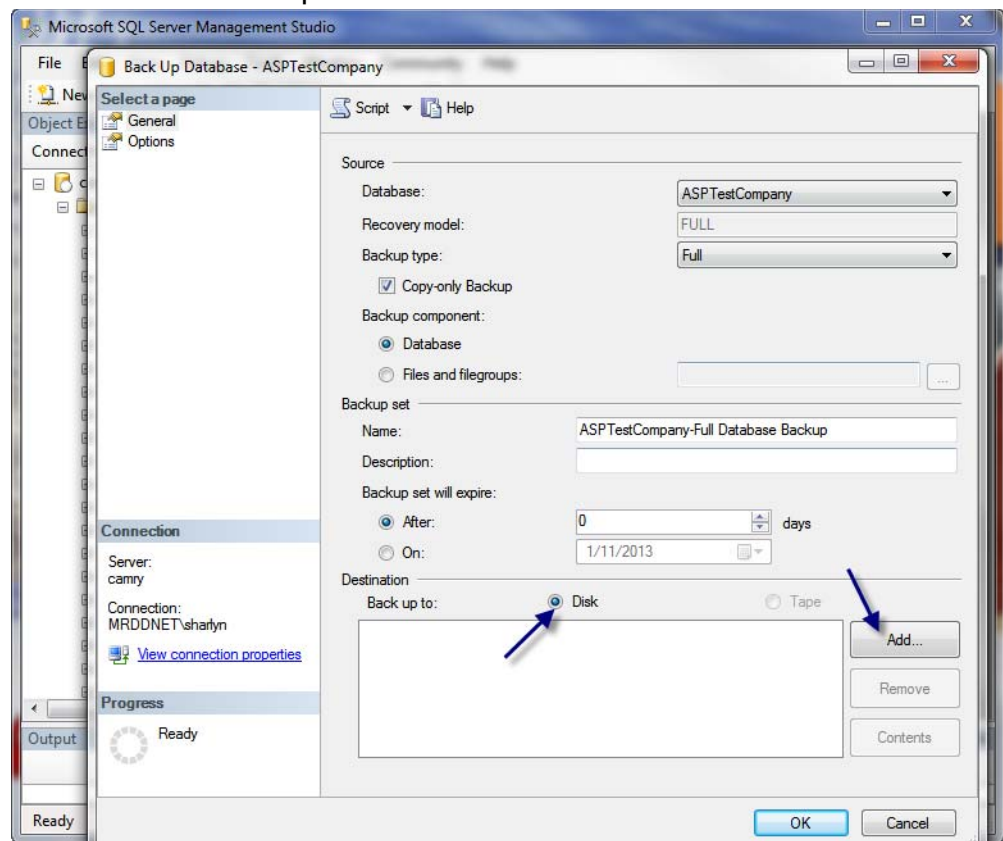 Microsoft SQL Server Management Studio
File
Back Up Database - ASPTestCompany
Help
New
Select a page
Script
Help
Object
General
Options
Source
Database:
ASPTestCompany
Recovery model:
FULL
Backup type:
Full
Copy-only Backup
Backup component:
Database
Files and filegroups:
...
Backup set
Name:
ASPTestCompany-Full Database Backup
Description:
Backup set will expire:
After:
0
days
On:
1/11/2013
Connection
Server:
camry
Connection:
MRDDNET\sharlyn
View connection properties
Destination
Back up to:
Disk
Tape
Add...
Remove
Contents
Progress
Ready
Output
Ready
OK
Cancel